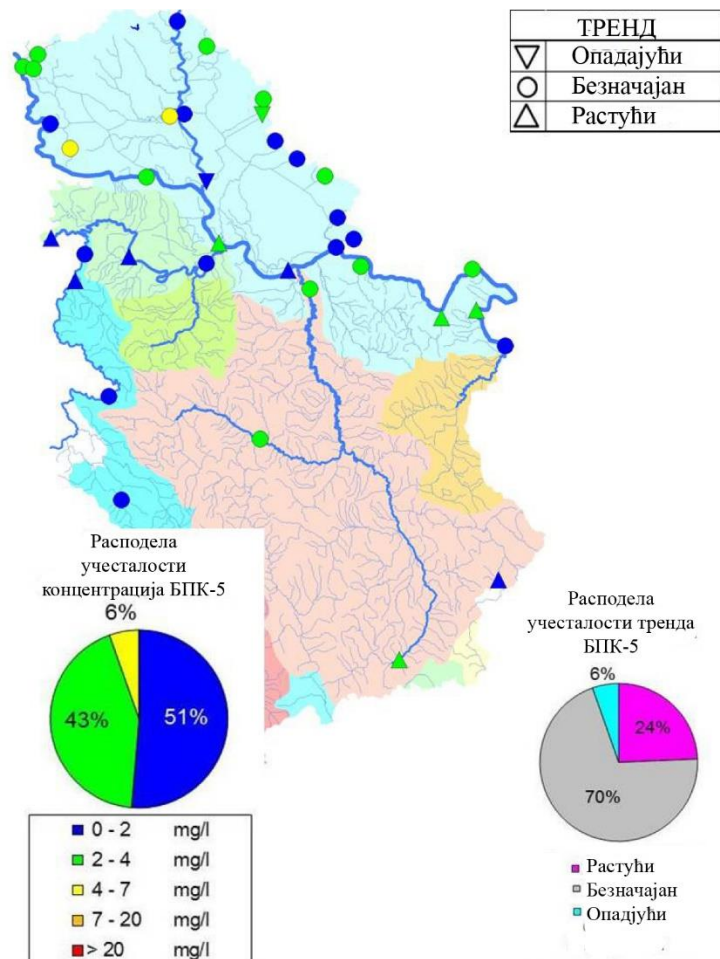 ТРЕНД
Опадајући
Безначајан
Растући
Расподела
учесталости
концентрација БПК-5
6%
43%
51%
0 - 2 mg/l
2 - 4 mg/l
4 - 7 mg/l
7 - 20 mg/l
> 20 mg/l
Расподела
учесталости тренда
БПК-5
6%
24%
70%
Растући
Безначајан
Опадјући